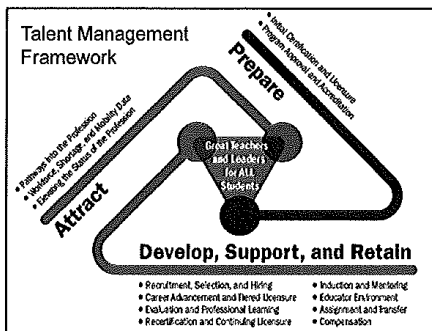 Talent Management
Framework
Prepare
• Initial Certification and Licensure
• Program Approval and Accreditation
• Pathways Into the Profession
• Workforce, Shortage, and Mobility Data
• Elevating the Status of the Profession
Attract
Great Teachers
and Leaders
for ALL
Students
Develop, Support, and Retain
• Recruitment, Selection, and Hiring
• Career Advancement and Tiered Licensure
• Evaluation and Professional Learning
• Recertification and Continuing Licensure
• Induction and Mentoring
• Educator Environment
• Assignment and Transfer
• Compensation